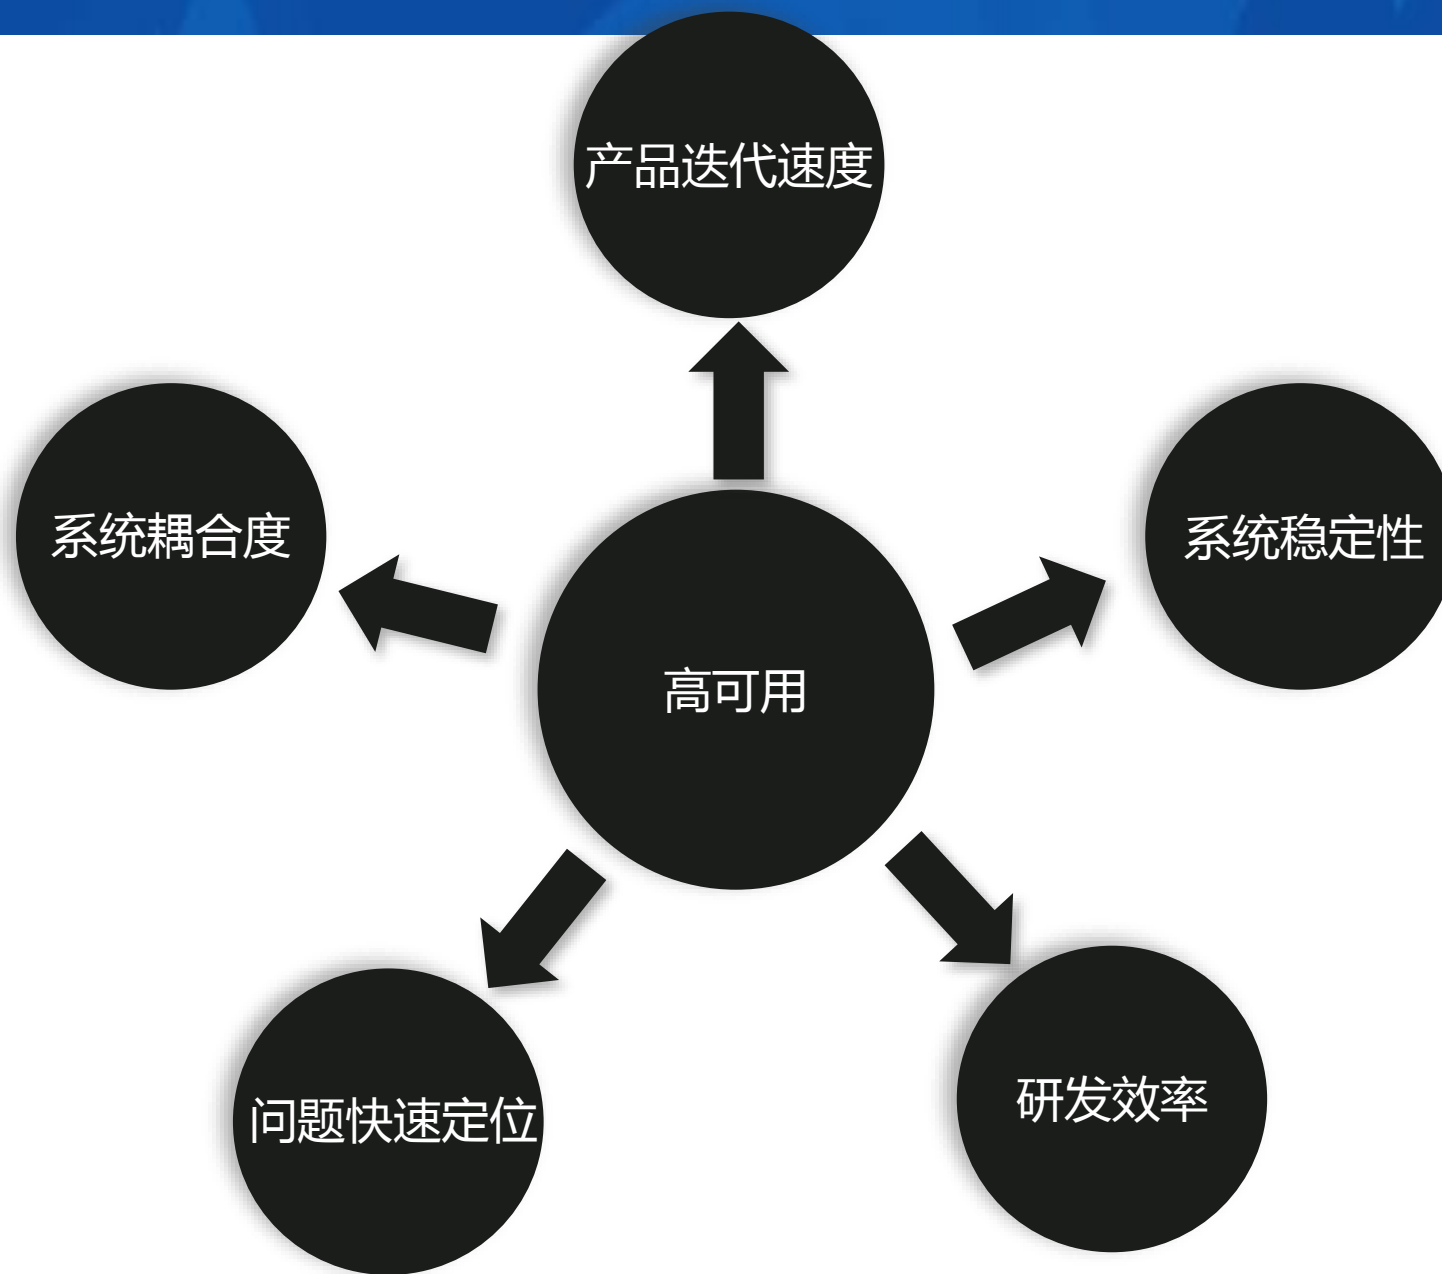 产品迭代速度
系统耦合度
系统稳定性
高可用
问题快速定位
研发效率